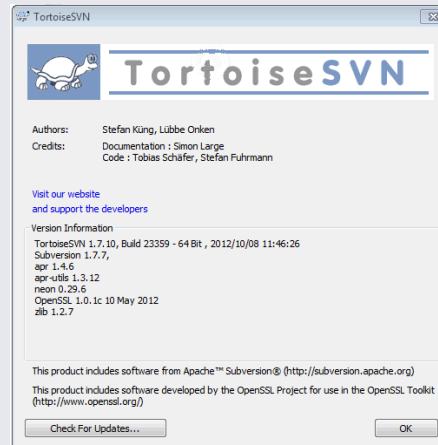 TortoiseSVN
TortoiseSVN
Authors: Stefan Küng, Lübbe Onken
Credits: Documentation : Simon Large
Code : Tobias Schäfer, Stefan Fuhrmann
Visit our website
and support the developers
Version Information
TortoiseSVN 1.7.10, Build 23359 - 64 Bit , 2012/10/08 11:46:26
Subversion 1.7.7,
apr 1.4.6
apr-utils 1.3.12
neon 0.29.6
OpenSSL 1.0.1c 10 May 2012
zlib 1.2.7
This product includes software from Apache™ Subversion® (http://subversion.apache.org)
This product includes software developed by the OpenSSL Project for use in the OpenSSL Toolkit
(http://www.openssl.org/)
Check For Updates... OK